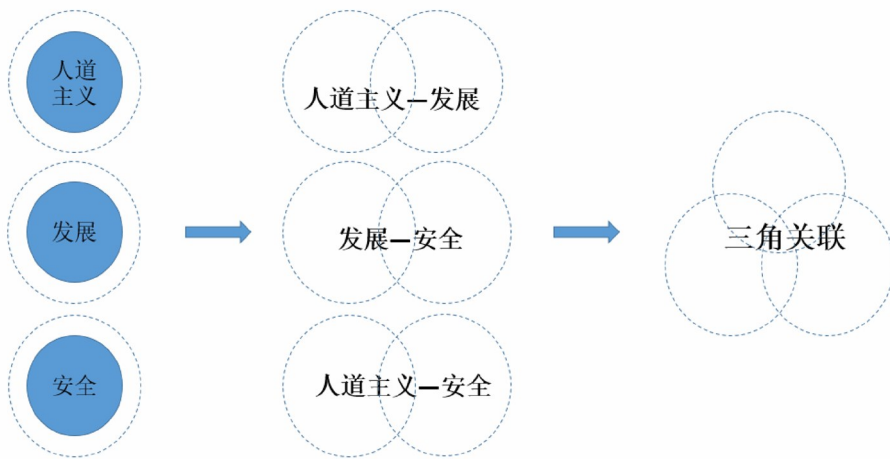 人道
主义
发展
安全
人道主义—发展
发展—安全
人道主义—安全
三角关联